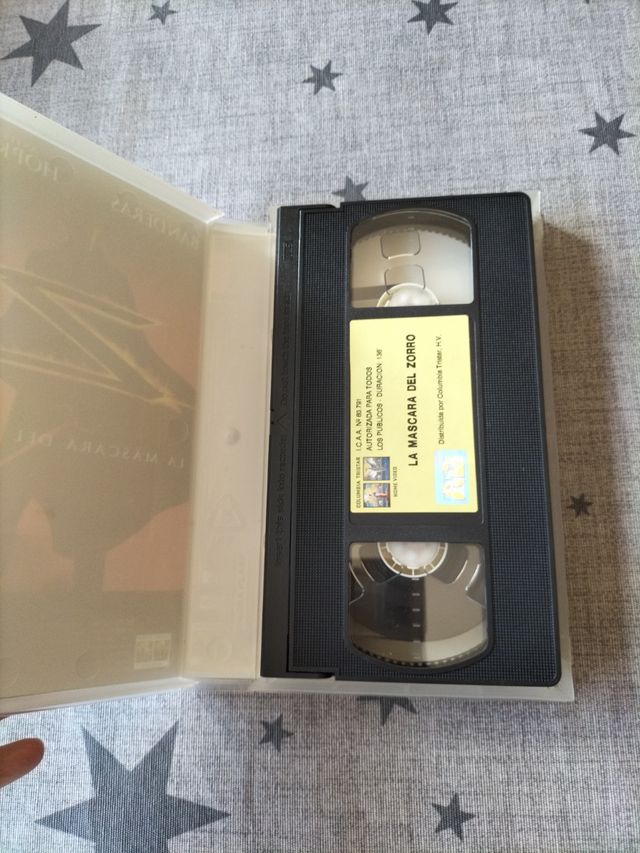 COLUMBIA TRISTAR
HOME VIDEO
I.C.A.A. Nº 80.791
AUTORIZADA PARA TODOS
LOS PUBLICOS - DURACION: 136'
LA MASCARA DEL ZORRO
Distribuida por Columbia Tristar, H.V.
BANDERAS
LA MASCARA DEL